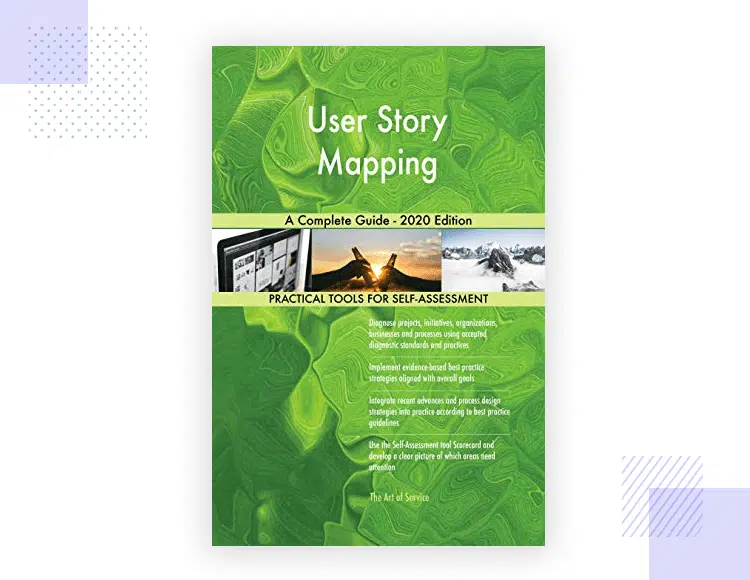 User Story
Mapping
A Complete Guide - 2020 Edition
PRACTICAL TOOLS FOR SELF-ASSESSMENT
Diagnose projects, initiatives, organizations,
businesses and processes using accepted
diagnostic standards and practices
Implement evidence-based best practice
strategies aligned with overall goals
Integrate recent advances and process design
strategies into practice according to best practice
guidelines
Use the Self-Assessment tool Scorecard and
develop a clear picture of which areas need
attention
The Art of Service